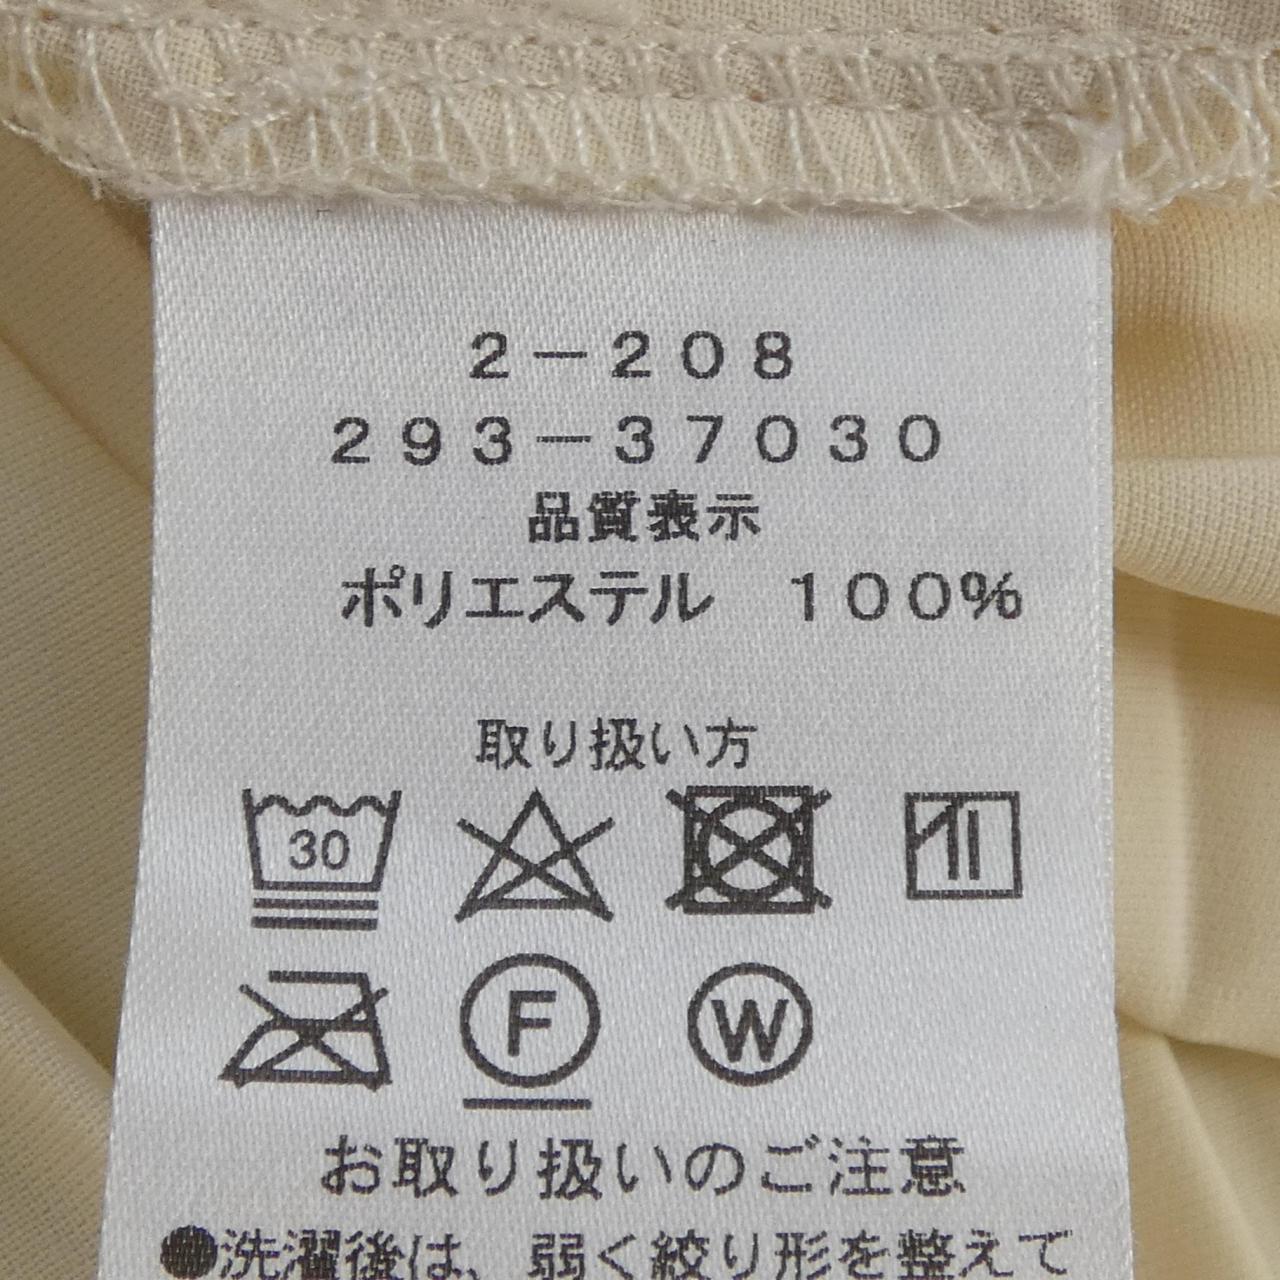 2-208
293-37030
品質表示
ポリエステル 100%
取り扱い方
30
F W
お取り扱いのご注意
●洗濯後は、弱く絞り形を整えて